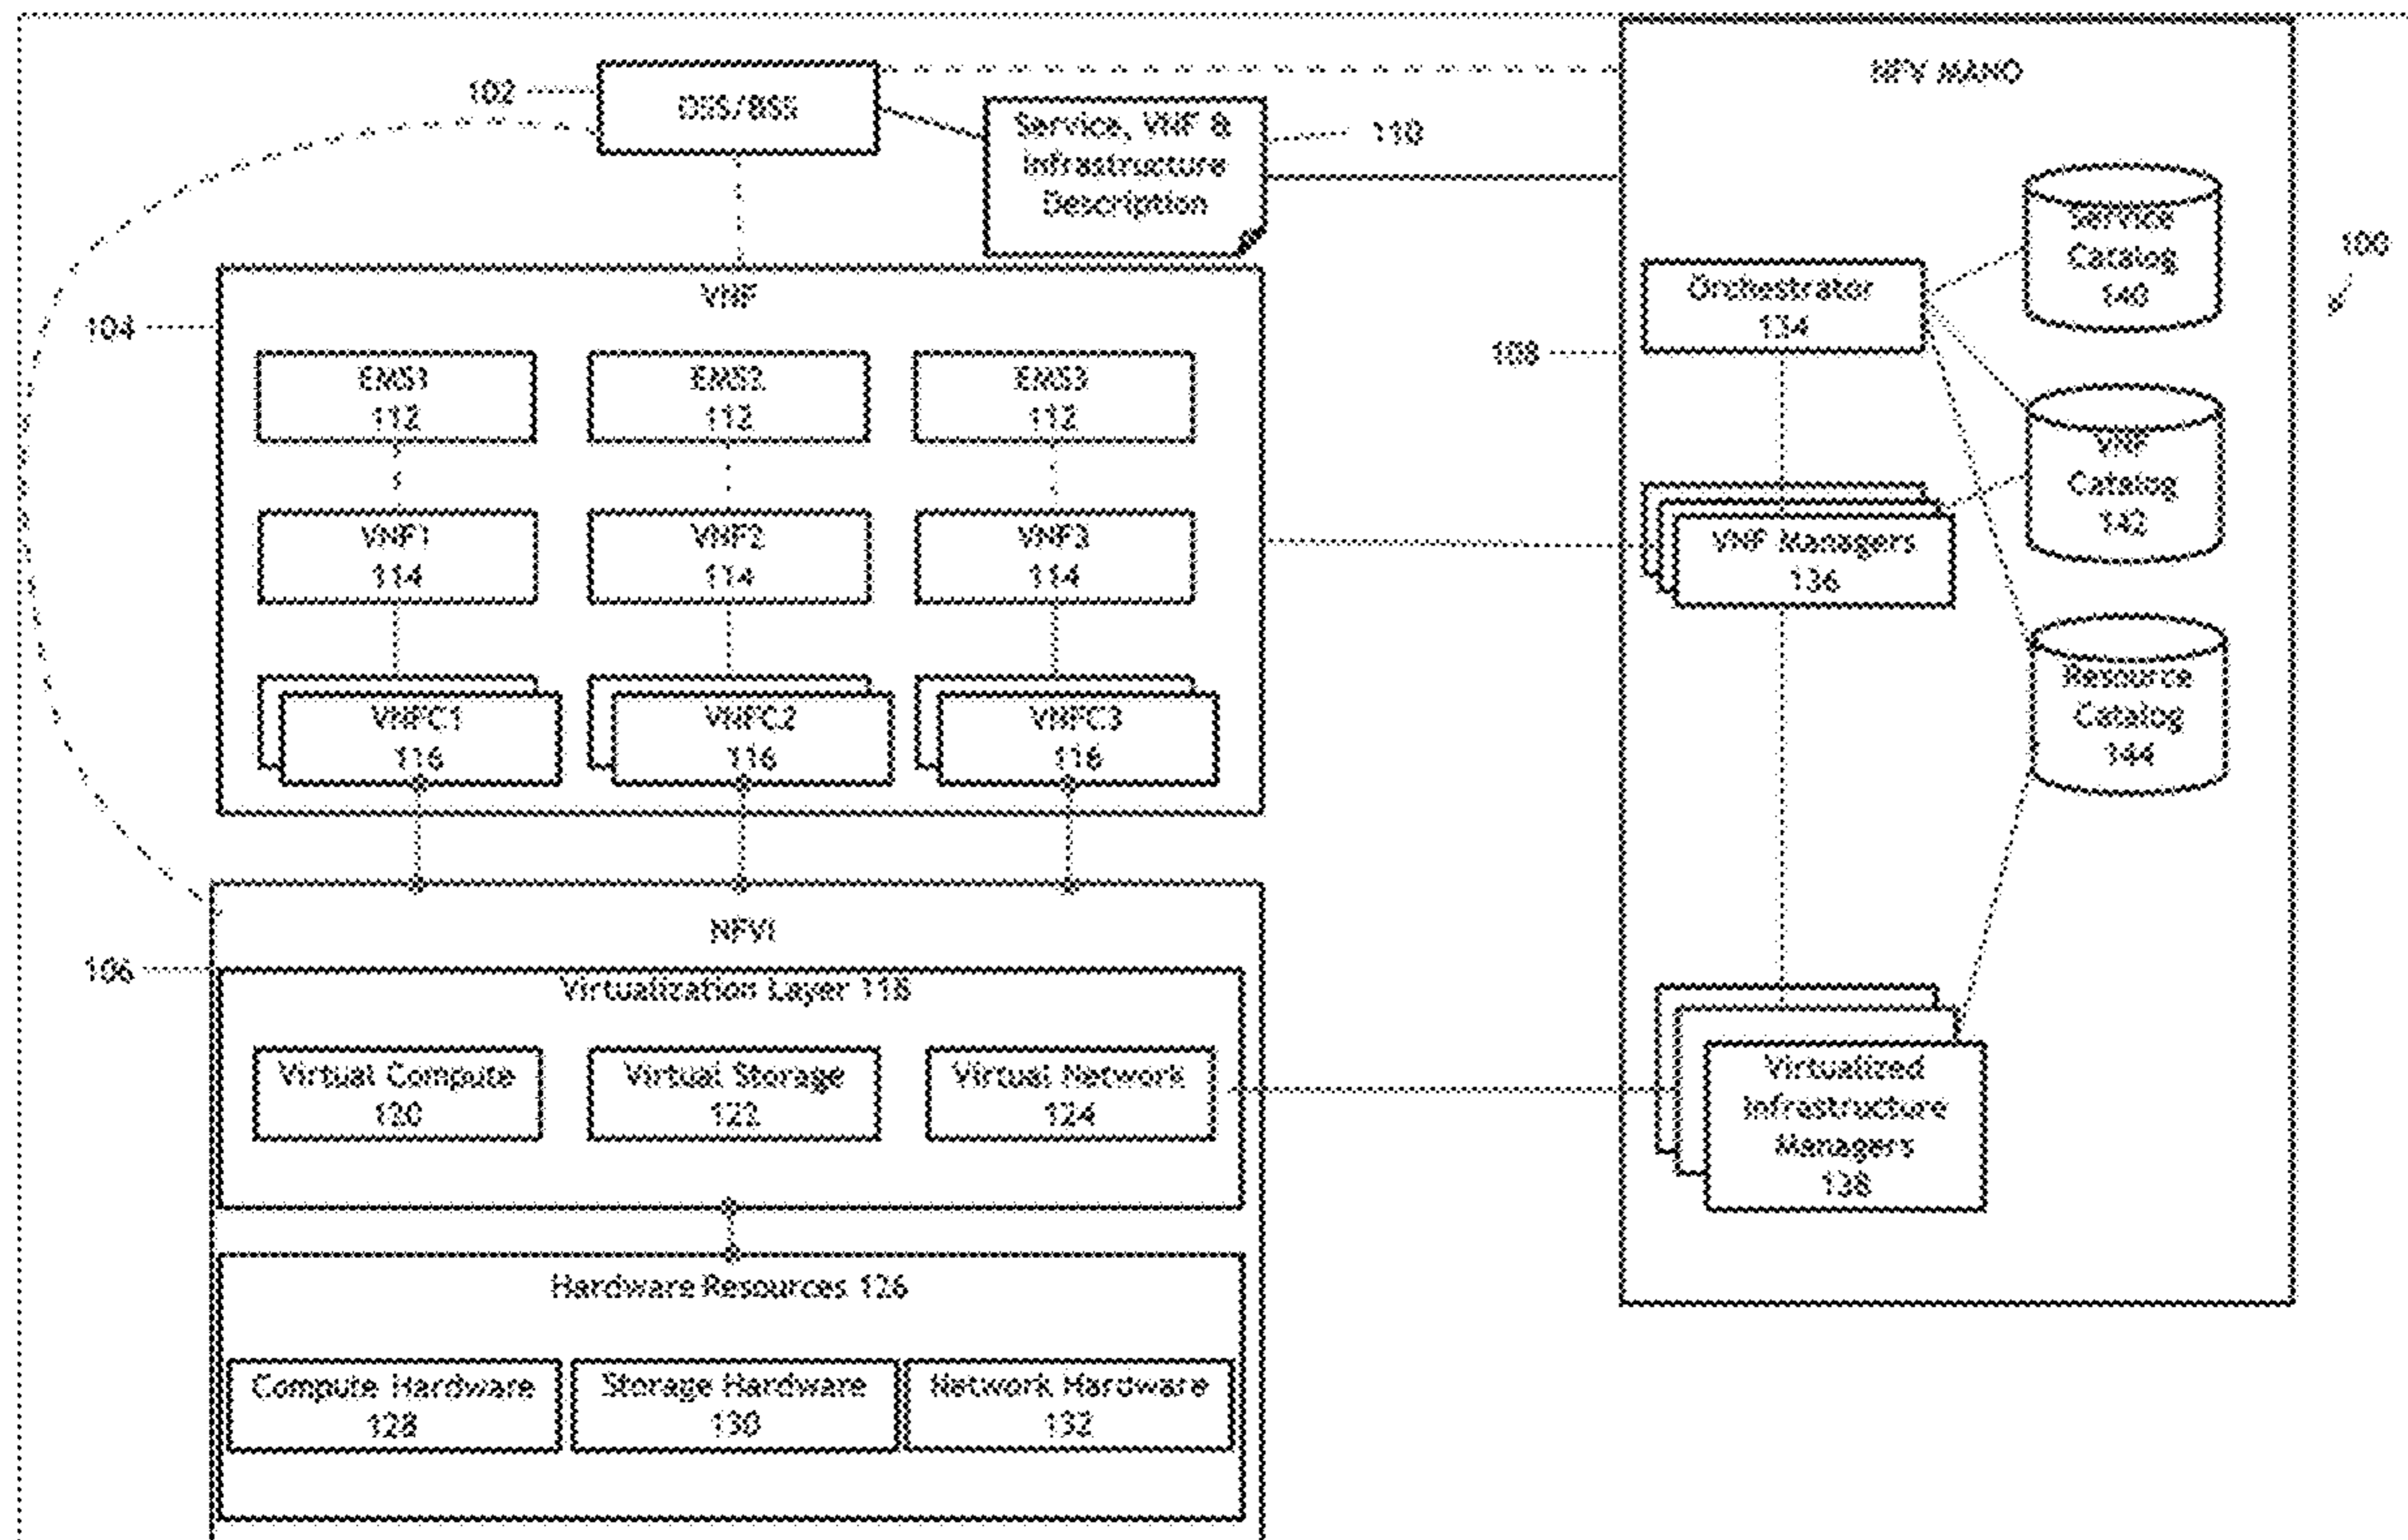 102
OSS/BSS
Service, VNF &
Infrastructure
Description
110
NFV MANO
100
VNF
104
EMS1
112
EMS2
112
EMS3
112
VNF1
114
VNF2
114
VNF3
114
VNFC1
116
VNFC2
116
VNFC3
116
108
Orchestrator
134
Service
Catalog
140
VNF
Catalog
142
VNF Managers
136
Resource
Catalog
144
Virtualized
Infrastructure
Managers
138
NFVI
106
Virtualization Layer 118
Virtual Compute
120
Virtual Storage
122
Virtual Network
124
Hardware Resources 126
Compute Hardware
128
Storage Hardware
130
Network Hardware
132